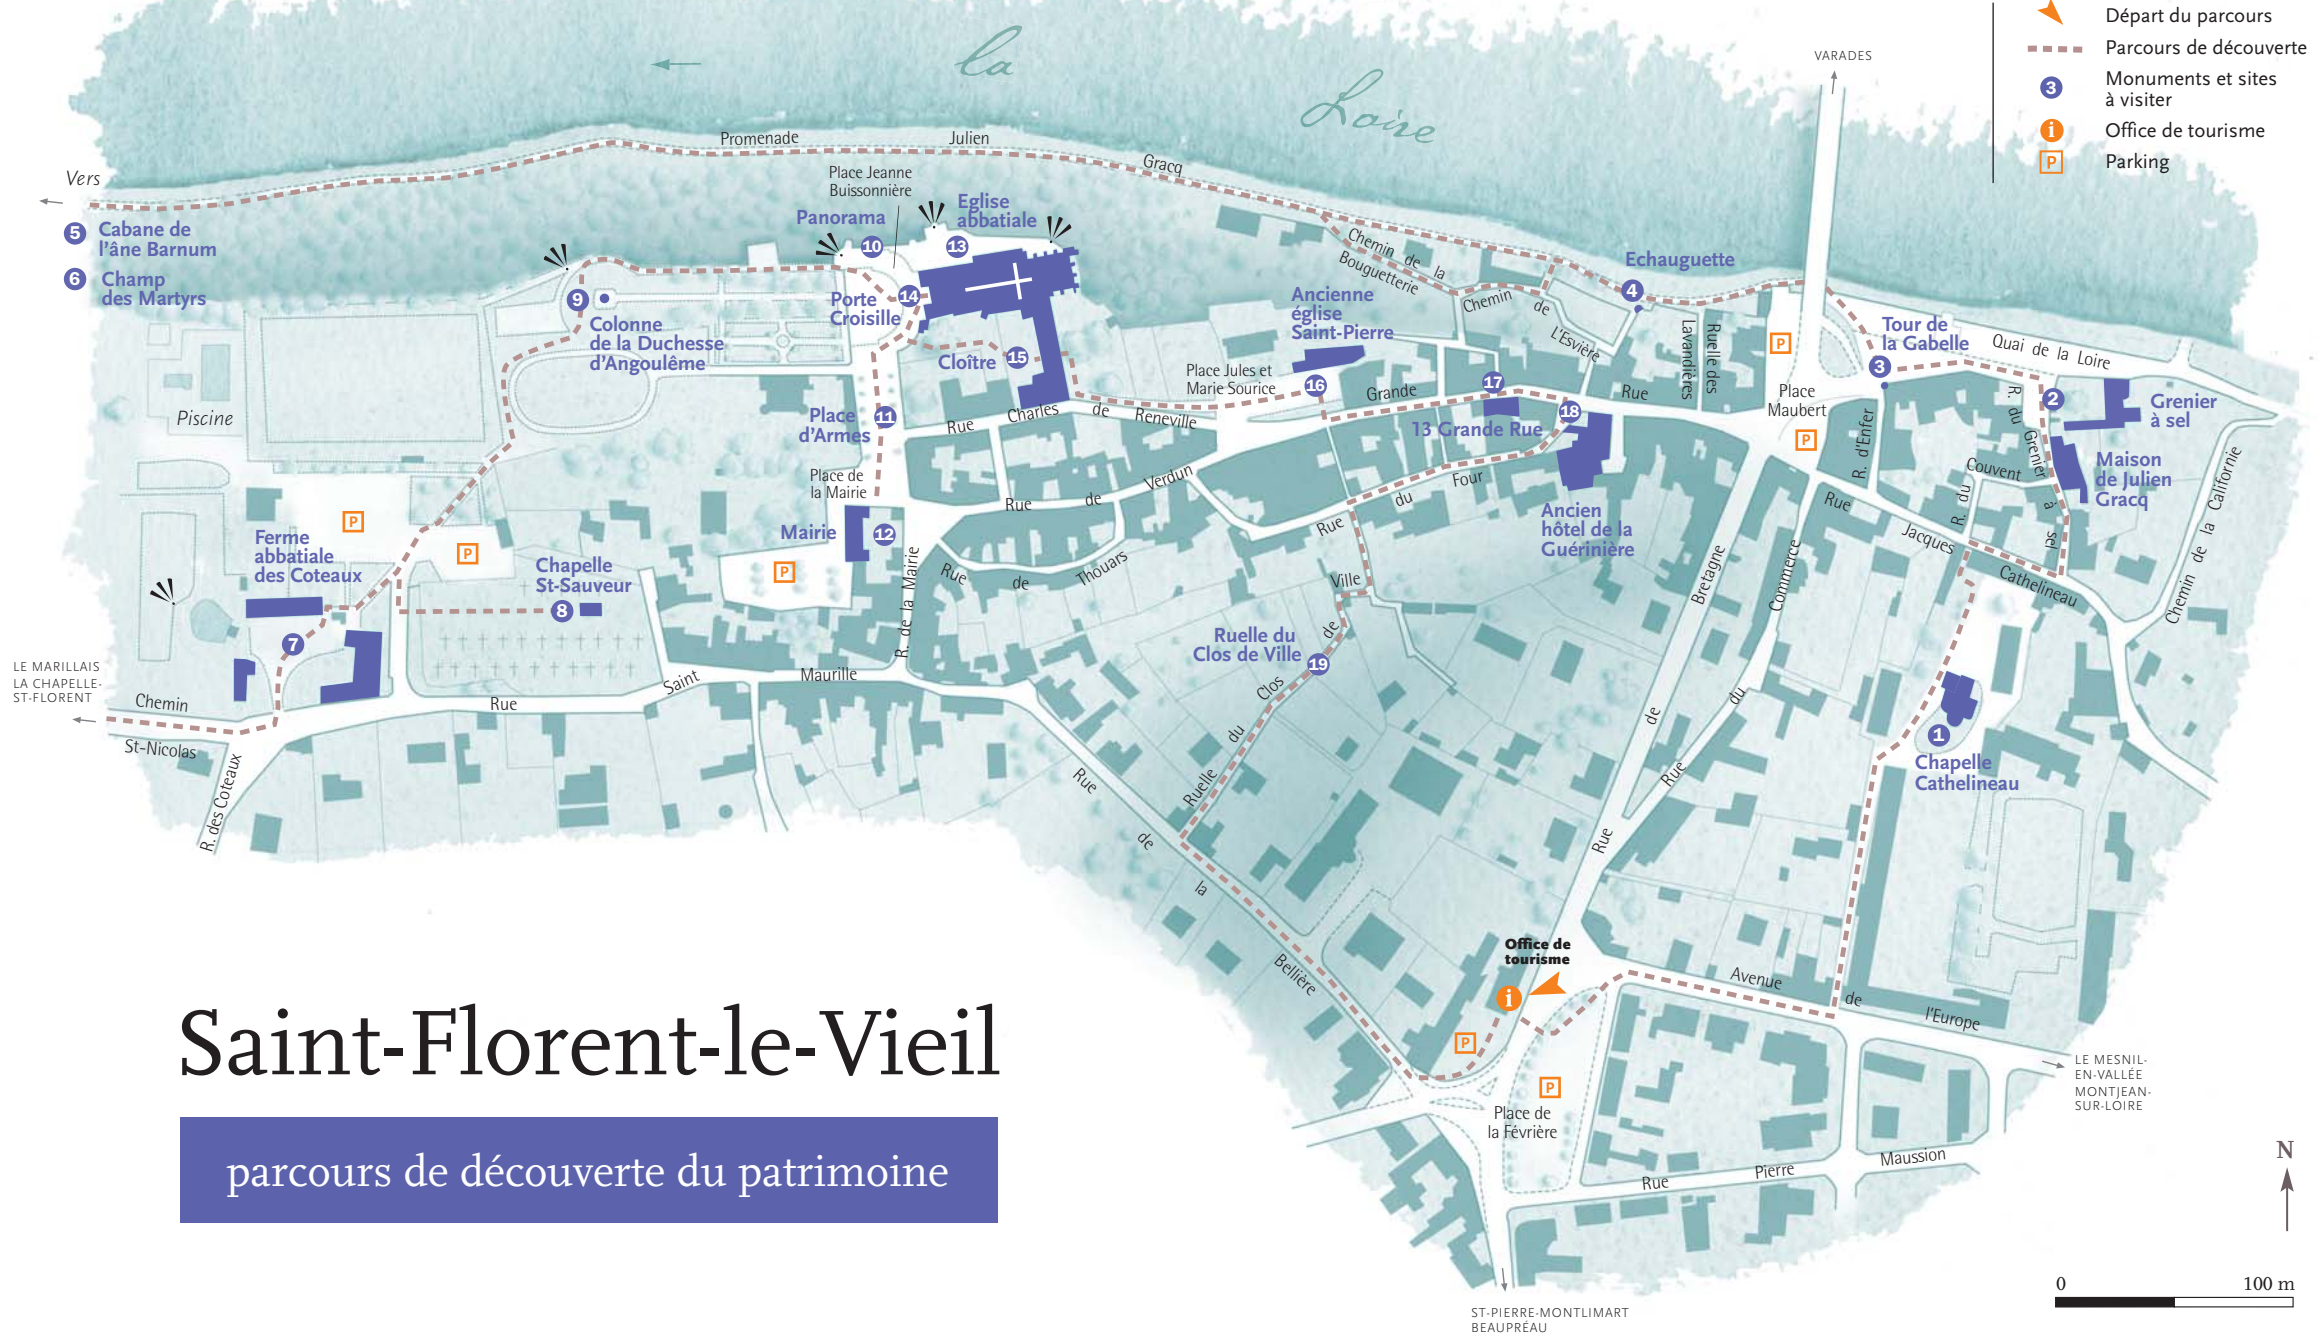 la
Loire
Départ du parcours
Parcours de découverte
3
Monuments et sites
à visiter
i
Office de tourisme
P
Parking
VARADES
Promenade
Julien
Gracq
Vers
5
Cabane de
l'âne Barnum
6
Champ
des Martyrs
Place Jeanne
Buissonnière
Panorama
10
Eglise
abbatiale
13
9
Colonne
de la Duchesse
d'Angoulême
Porte
Croisille
14
Cloître
15
Chemin de la
Bouguetterie
Chemin de
L'Esvière
Echauguette
4
Ancienne
église
Saint-Pierre
16
Place Jules et
Marie Sourice
Lavandières
Ruelle des
P
Tour de
la Gabelle
3
Quai de la Loire
2
Grenier
à sel
R. du Grenier à sel
Maison
de Julien
Gracq
Piscine
Place
d'Armes
11
Rue Charles de Reneville
Grande Rue
17
13 Grande Rue
18
Place
Maubert
P
R. d'Enfer
R. du Couvent
Chemin de la Californie
Place de
la Mairie
Mairie
12
P
P
P
Rue de Verdun
Rue de Thouars
R. de la Mairie
Rue du Four
Ancien
hôtel de la
Guérinière
Rue Jacques Cathelineau
Ferme
abbatiale
des Coteaux
7
Chapelle
St-Sauveur
8
Ruelle du
Clos de Ville
19
Ruelle du Clos de Ville
Rue de Bretagne
Rue du Commerce
1
Chapelle
Cathelineau
LE MARILLAIS
LA CHAPELLE-
ST-FLORENT
Chemin
St-Nicolas
R. des Coteaux
Rue Saint Maurille
Rue de la Bellière
Office de
tourisme
i
P
P
Place de
la Févrière
Avenue de l'Europe
LE MESNIL-
EN-VALLÉE
MONTJEAN-
SUR-LOIRE
Rue Pierre Maussion
Saint-Florent-le-Vieil
parcours de découverte du patrimoine
N
0 100 m
ST-PIERRE-MONTLIMART
BEAUPRÉAU